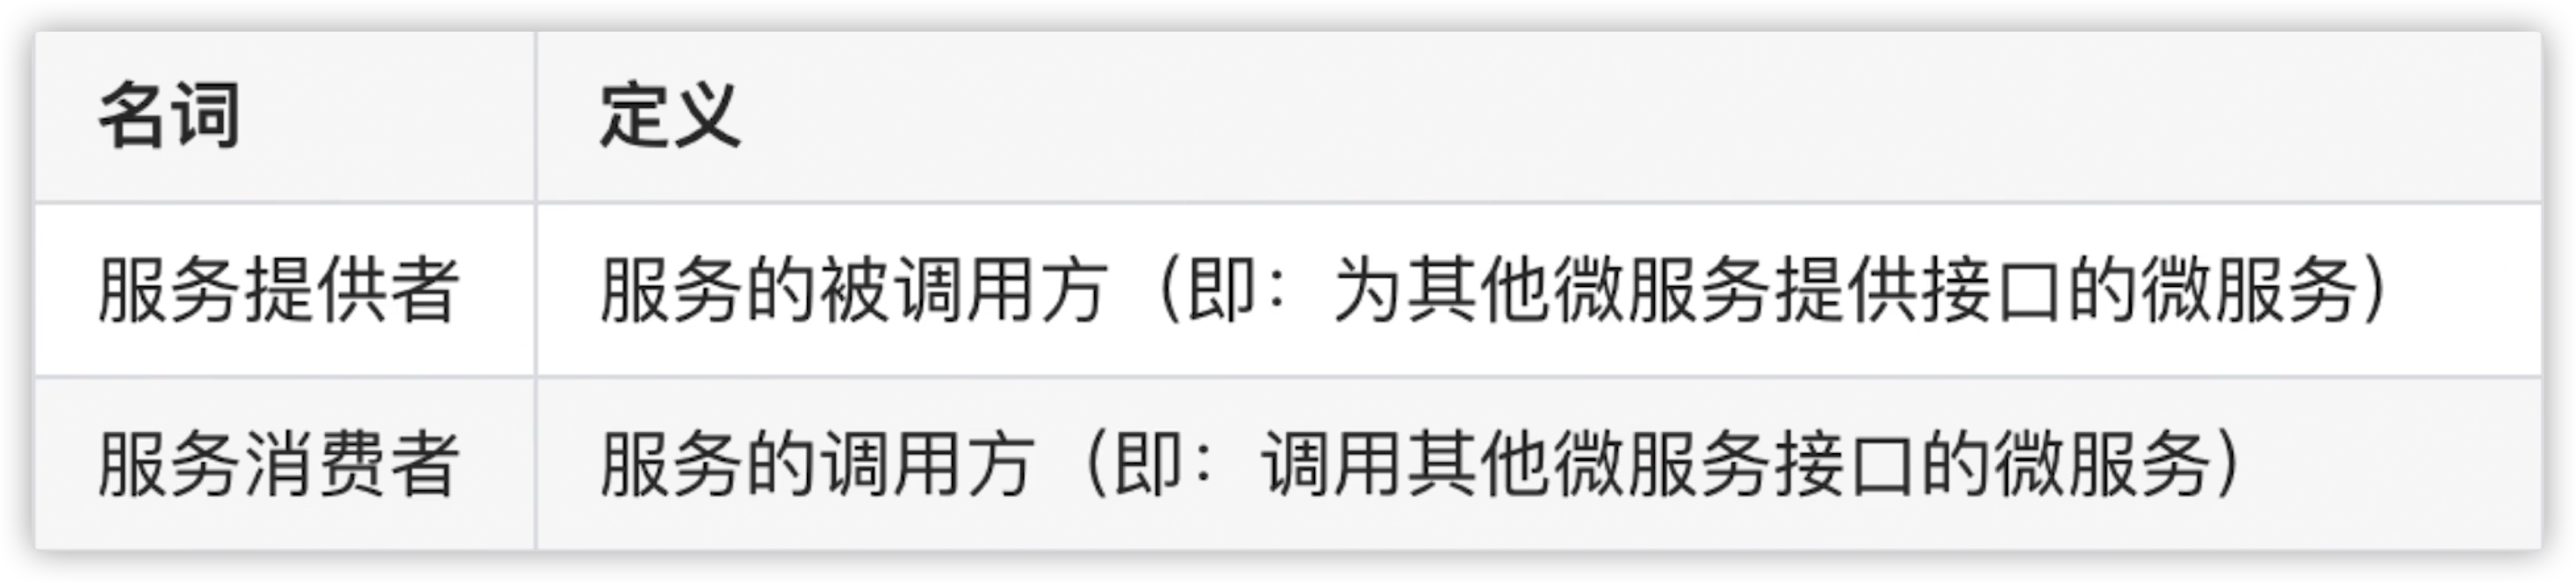 名词 定义
服务提供者 服务的被调用方（即：为其他微服务提供接口的微服务）
服务消费者 服务的调用方（即：调用其他微服务接口的微服务）